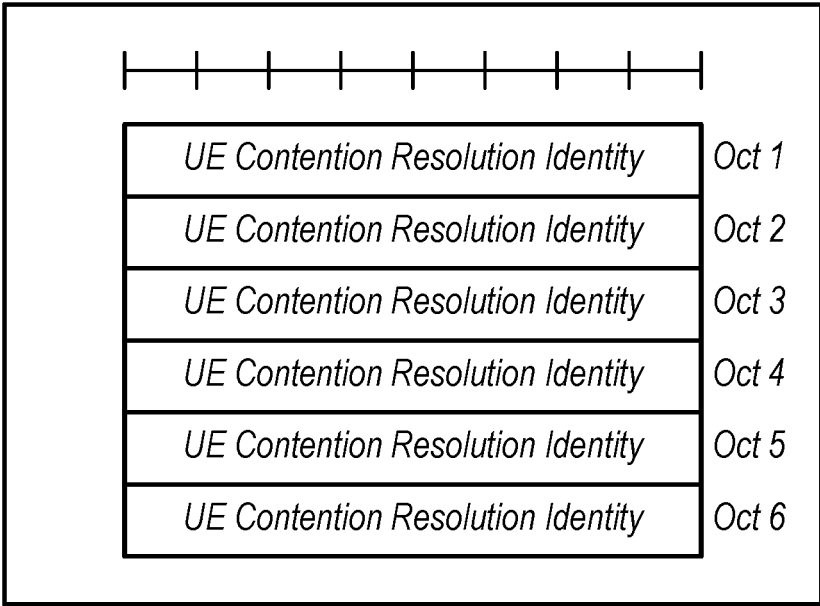 UE Contention Resolution Identity Oct 1
UE Contention Resolution Identity Oct 2
UE Contention Resolution Identity Oct 3
UE Contention Resolution Identity Oct 4
UE Contention Resolution Identity Oct 5
UE Contention Resolution Identity Oct 6